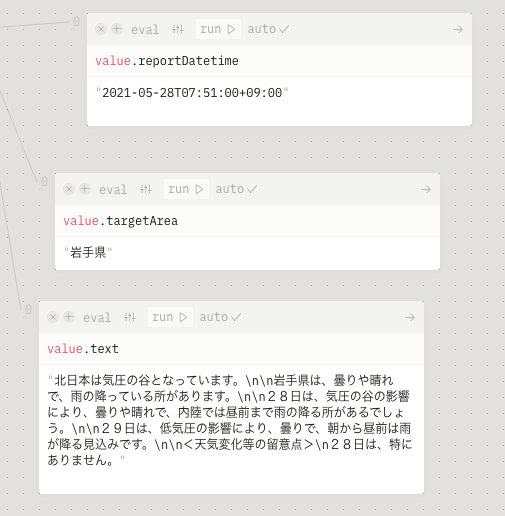 0
eval run auto
value.reportDatetime
"2021-05-28T07:51:00+09:00"
0
eval run auto
value.targetArea
"岩手県"
0
eval run auto
value.text
"北日本は気圧の谷となっています。\n\n岩手県は、曇りや晴れ
で、雨の降っている所があります。\n\n２８日は、気圧の谷の影響
により、曇りや晴れで、内陸では昼前まで雨の降る所があるでしょ
う。\n\n２９日は、低気圧の影響により、曇りで、朝から昼前は雨
が降る見込みです。\n\n＜天気変化等の留意点＞\n２８日は、特に
ありません。"